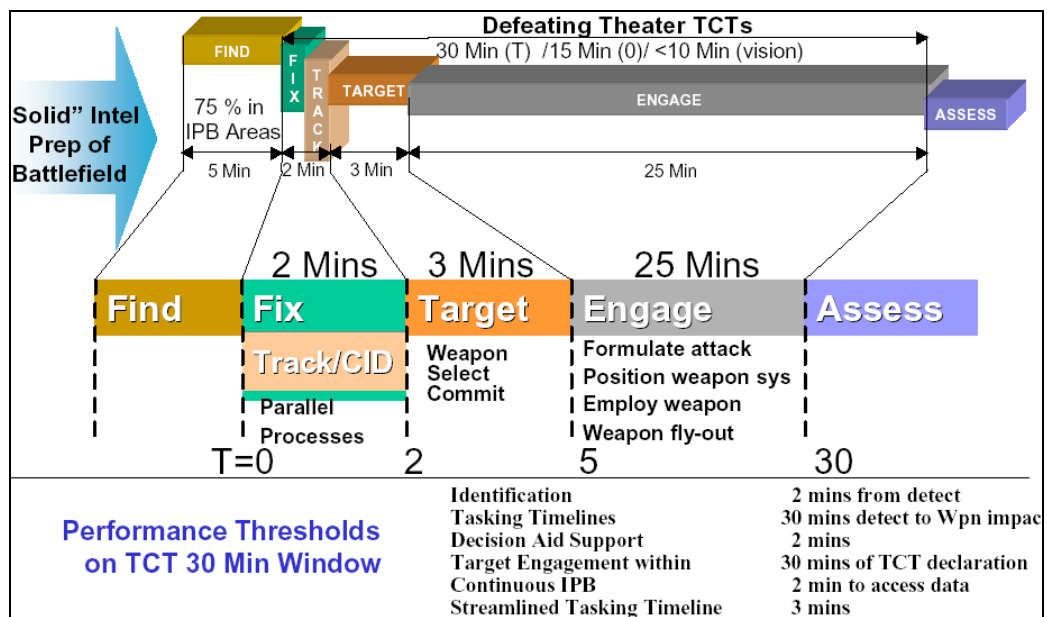 Defeating Theater TCTs
30 Min (T) /15 Min (0)/ <10 Min (vision)
FIND
FIX
TRACK
TARGET
ENGAGE
ASSESS
Solid” Intel
Prep of
Battlefield
75 % in
IPB Areas
5 Min
2 Min
3 Min
25 Min
2 Mins
3 Mins
25 Mins
Find
Fix
Target
Engage
Assess
Track/CID
Parallel
Processes
Weapon
Select
Commit
Formulate attack
Position weapon sys
Employ weapon
Weapon fly-out
T=0
2
5
30
Performance Thresholds
on TCT 30 Min Window
Identification 2 mins from detect
Tasking Timelines 30 mins detect to Wpn impac
Decision Aid Support 2 mins
Target Engagement within 30 mins of TCT declaration
Continuous IPB 2 min to access data
Streamlined Tasking Timeline 3 mins